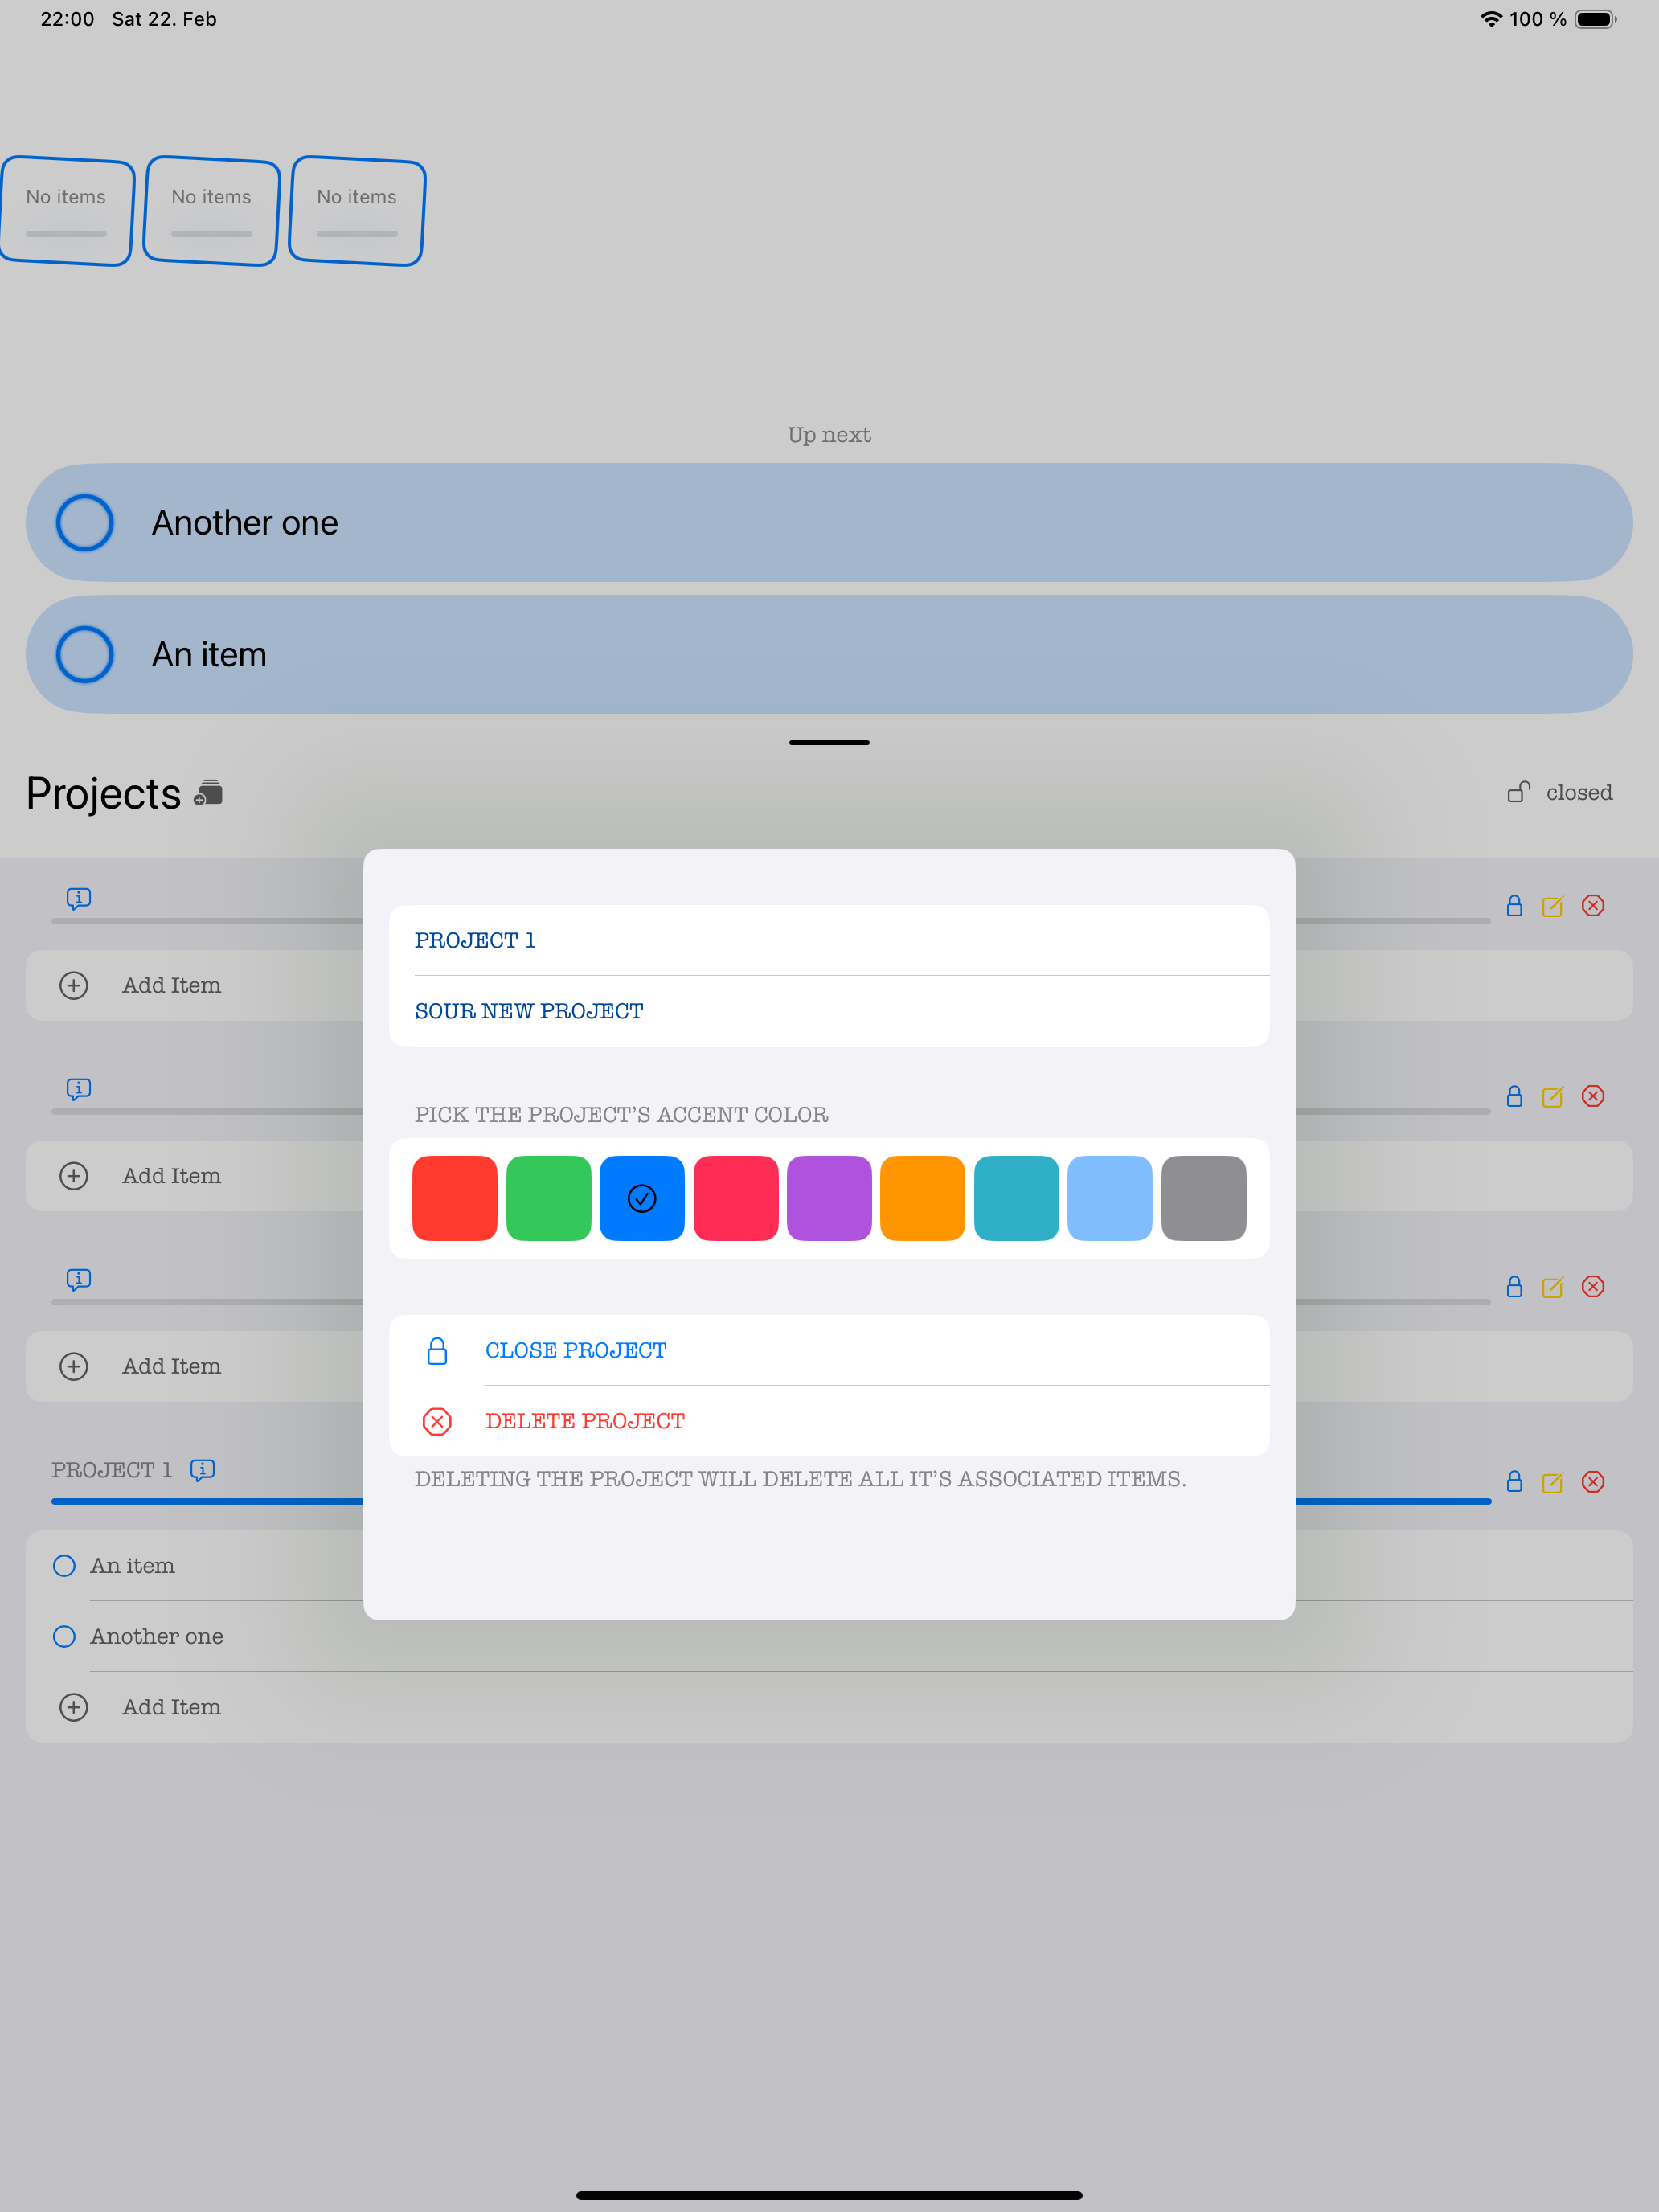 22:00 Sat 22. Feb 100 %
No items No items No items
Up next
Another one
An item
Projects closed
Add Item
Add Item
Add Item
PROJECT 1
An item
Another one
Add Item
PROJECT 1
SOUR NEW PROJECT
PICK THE PROJECT'S ACCENT COLOR
CLOSE PROJECT
DELETE PROJECT
DELETING THE PROJECT WILL DELETE ALL IT'S ASSOCIATED ITEMS.